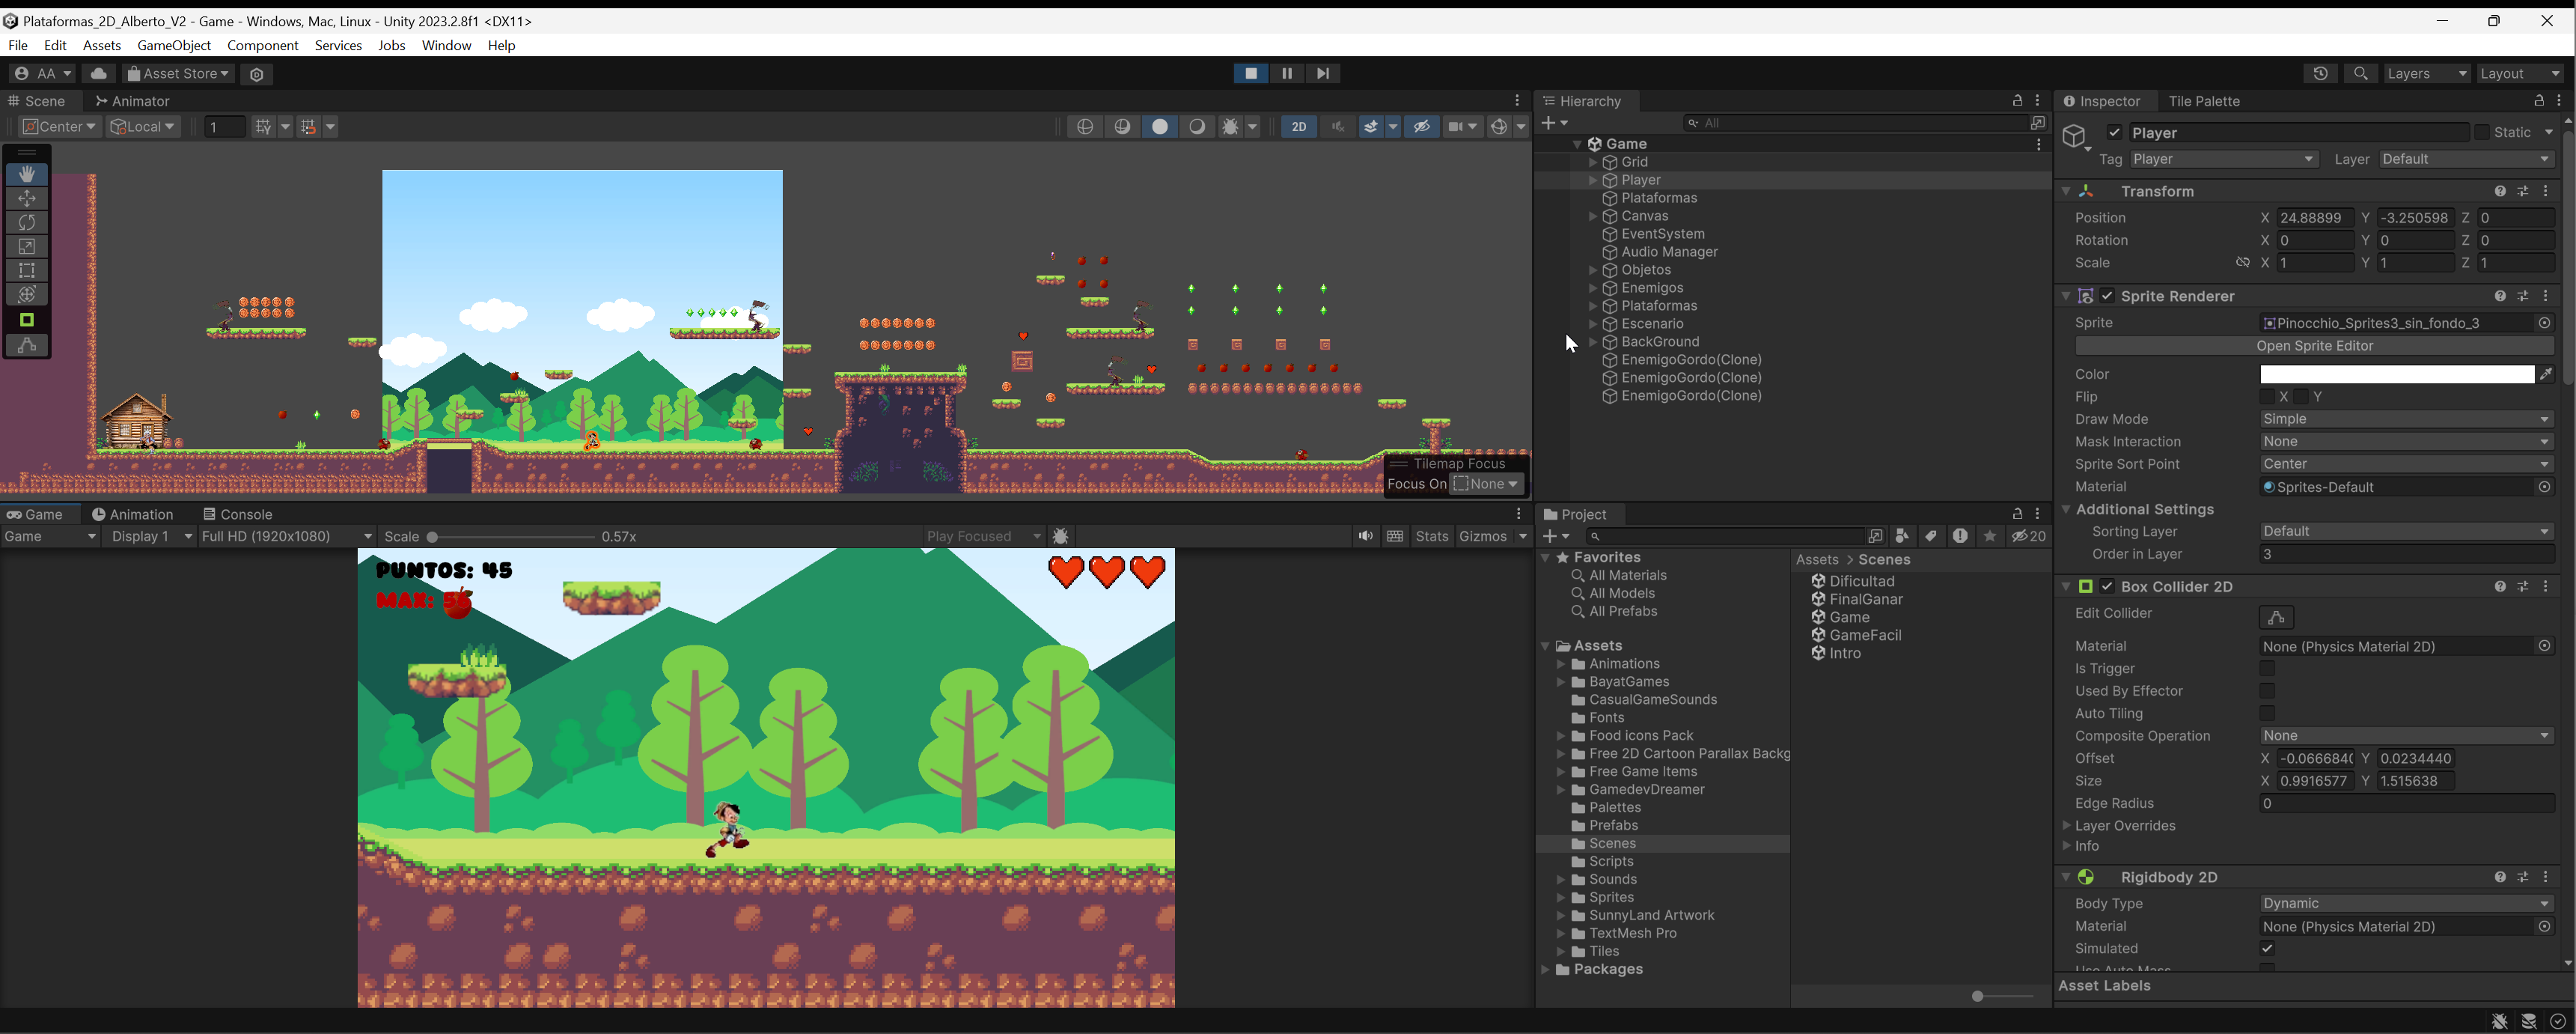 Plataformas_2D_Alberto_V2 - Game - Windows, Mac, Linux - Unity 2023.2.8f1 <DX11>
File Edit Assets GameObject Component Services Jobs Window Help
AA Asset Store Layers Layout
Scene Animator
Center Local 1 2D
Tilemap Focus
Focus On None
Hierarchy
All
Game
Grid
Player
Plataformas
Canvas
EventSystem
Audio Manager
Objetos
Enemigos
Plataformas
Escenario
BackGround
EnemigoGordo(Clone)
EnemigoGordo(Clone)
EnemigoGordo(Clone)
Inspector Tile Palette
Player Static
Tag Player Layer Default
Transform
Position X 24.88899 Y -3.250598 Z 0
Rotation X 0 Y 0 Z 0
Scale X 1 Y 1 Z 1
Sprite Renderer
Sprite Pinocchio_Sprites3_sin_fondo_3
Open Sprite Editor
Color
Flip X Y
Draw Mode Simple
Mask Interaction None
Sprite Sort Point Center
Material Sprites-Default
Additional Settings
Sorting Layer Default
Order in Layer 3
Box Collider 2D
Edit Collider
Material None (Physics Material 2D)
Is Trigger
Used By Effector
Auto Tiling
Composite Operation None
Offset X -0.0666840 Y 0.0234440
Size X 0.9916577 Y 1.515638
Edge Radius 0
Layer Overrides
Info
Rigidbody 2D
Body Type Dynamic
Material None (Physics Material 2D)
Simulated
Use Auto Mass
Asset Labels
Game Animation Console
Game Display 1 Full HD (1920x1080) Scale 0.57x Play Focused Stats Gizmos
PUNTOS: 45
MAX:
Project
20
Favorites
All Materials
All Models
All Prefabs
Assets
Animations
BayatGames
CasualGameSounds
Fonts
Food icons Pack
Free 2D Cartoon Parallax Backg
Free Game Items
GamedevDreamer
Palettes
Prefabs
Scenes
Scripts
Sounds
Sprites
SunnyLand Artwork
TextMesh Pro
Tiles
Packages
Assets > Scenes
Dificultad
FinalGanar
Game
GameFacil
Intro